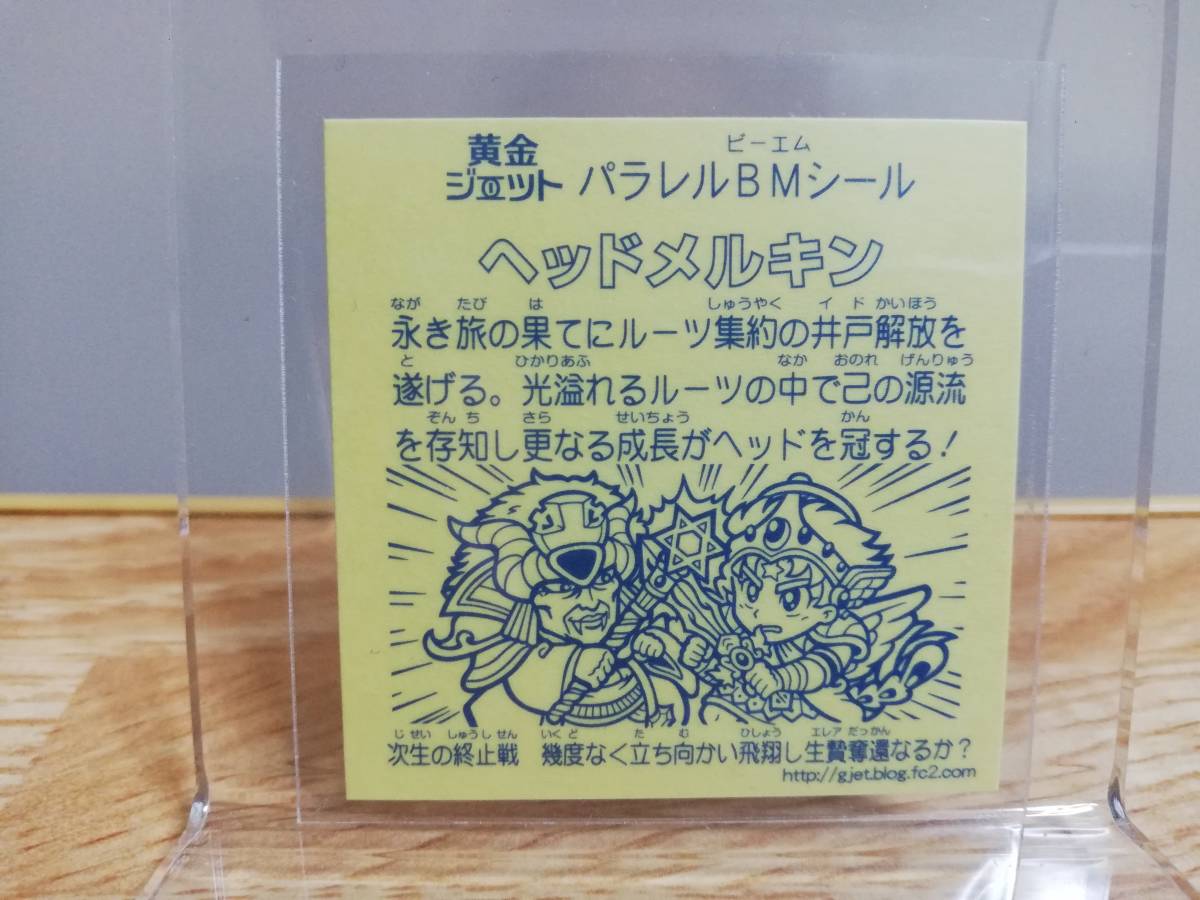 黄金
ジェット
ビーエム
パラレルBMシール
ヘッドメルキン
なが たび は しゅうやく イド かいほう
永き旅の果てにルーツ集約の井戸解放を
と ひかりあふ なか おのれ げんりゅう
遂げる。光溢れるルーツの中で己の源流
ぞんち さら せいちょう かん
を存知し更なる成長がヘッドを冠する!
じせい しゅうしせん いくど た む ひしょう エレア だっかん
次生の終止戦 幾度なく立ち向かい飛翔し生贄奪還なるか?
http://gjet.blog.fc2.com